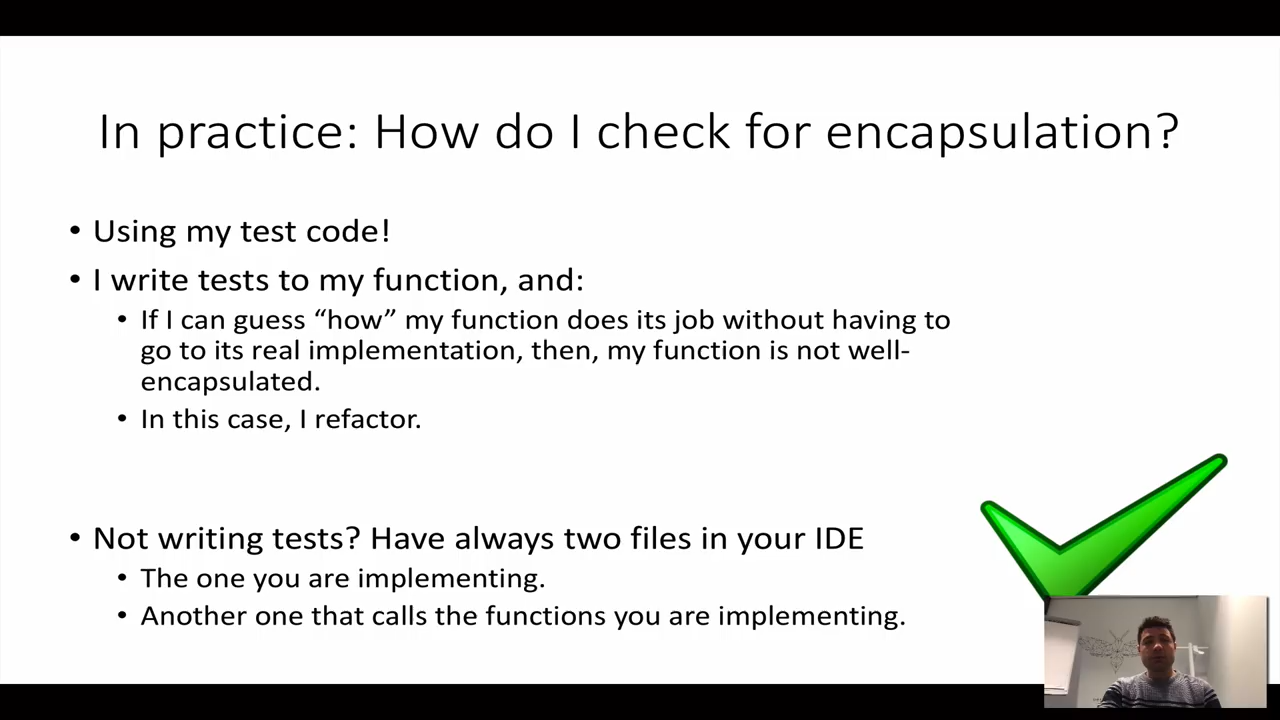 In practice: How do I check for encapsulation?
• Using my test code!
• I write tests to my function, and:
• If I can guess “how” my function does its job without having to
go to its real implementation, then, my function is not well-
encapsulated.
• In this case, I refactor.
• Not writing tests? Have always two files in your IDE
• The one you are implementing.
• Another one that calls the functions you are implementing.